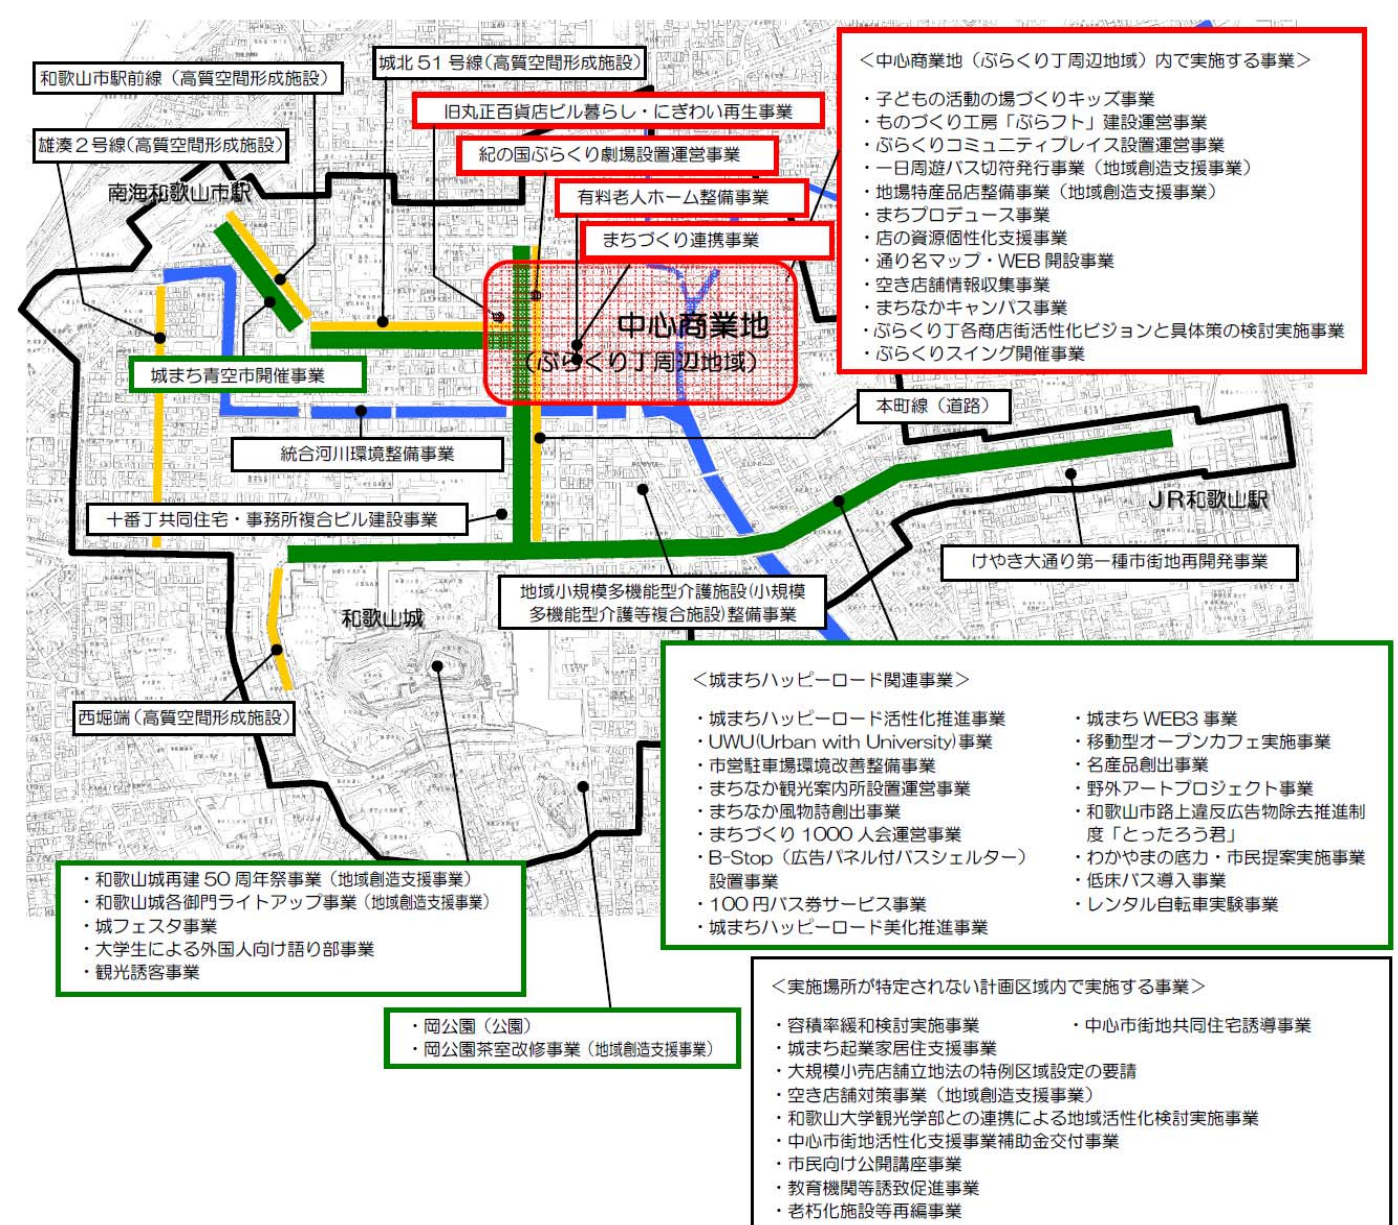 城北51号線(高質空間形成施設)
和歌山市駅前線（高質空間形成施設）
旧丸正百貨店ビル暮らし・にぎわい再生事業
雄湊２号線(高質空間形成施設)
紀の国ぶらくり劇場設置運営事業
南海和歌山市駅
有料老人ホーム整備事業
まちづくり連携事業
＜中心商業地（ぶらくり丁周辺地域）内で実施する事業＞
・子どもの活動の場づくりキッズ事業
・ものづくり工房「ぶらフト」建設運営事業
・ぶらくりコミュニティプレイス設置運営事業
・一日周遊バス切符発行事業（地域創造支援事業）
・地場特産品店整備事業（地域創造支援事業）
・まちプロデュース事業
・店の資源個性化支援事業
・通り名マップ・WEB開設事業
・空き店舗情報収集事業
・まちなかキャンパス事業
・ぶらくり丁各商店街活性化ビジョンと具体策の検討実施事業
・ぶらくりスイング開催事業
中心商業地
（ぶらくり丁周辺地域）
城まち青空市開催事業
本町線（道路）
統合河川環境整備事業
十番丁共同住宅・事務所複合ビル建設事業
ＪＲ和歌山駅
けやき大通り第一種市街地再開発事業
地域小規模多機能型介護施設(小規模
多機能型介護等複合施設)整備事業
和歌山城
西堀端(高質空間形成施設)
＜城まちハッピーロード関連事業＞
・城まちハッピーロード活性化推進事業
・UWU(Urban with University)事業
・市営駐車場環境改善整備事業
・まちなか観光案内所設置運営事業
・まちなか風物詩創出事業
・まちづくり1000人会運営事業
・B-Stop（広告パネル付バスシェルター）
設置事業
・100円バス券サービス事業
・城まちハッピーロード美化推進事業
・城まちWEB3事業
・移動型オープンカフェ実施事業
・名産品創出事業
・野外アートプロジェクト事業
・和歌山市路上違反広告物除去推進制
度「とったろう君」
・わかやまの底力・市民提案実施事業
・低床バス導入事業
・レンタル自転車実験事業
・和歌山城再建50周年祭事業（地域創造支援事業）
・和歌山城各御門ライトアップ事業（地域創造支援事業）
・城フェスタ事業
・大学生による外国人向け語り部事業
・観光誘客事業
・岡公園（公園）
・岡公園茶室改修事業（地域創造支援事業）
＜実施場所が特定されない計画区域内で実施する事業＞
・容積率緩和検討実施事業
・中心市街地共同住宅誘導事業
・城まち起業家居住支援事業
・大規模小売店舗立地法の特例区域設定の要請
・空き店舗対策事業（地域創造支援事業）
・和歌山大学観光学部との連携による地域活性化検討実施事業
・中心市街地活性化支援事業補助金交付事業
・市民向け公開講座事業
・教育機関等誘致促進事業
・老朽化施設等再編事業